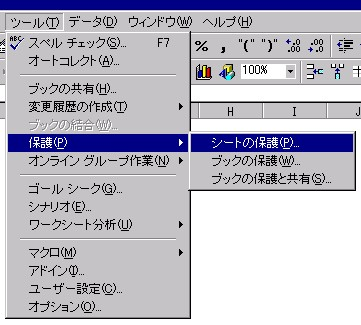 ツール(T) データ(D) ウィンドウ(W) ヘルプ(H)
スペル チェック(S)... F7
オートコレクト(A)...
ブックの共有(H)...
変更履歴の作成(T)
ブックの結合(W)...
保護(P)
オンライン グループ作業(N)
ゴール シーク(G)...
シナリオ(E)...
ワークシート分析(U)
マクロ(M)
アドイン(I)...
ユーザー設定(C)...
オプション(O)...
シートの保護(P)...
ブックの保護(W)...
ブックの保護と共有(S)...
% , "(" ")" .00
100%
H I J